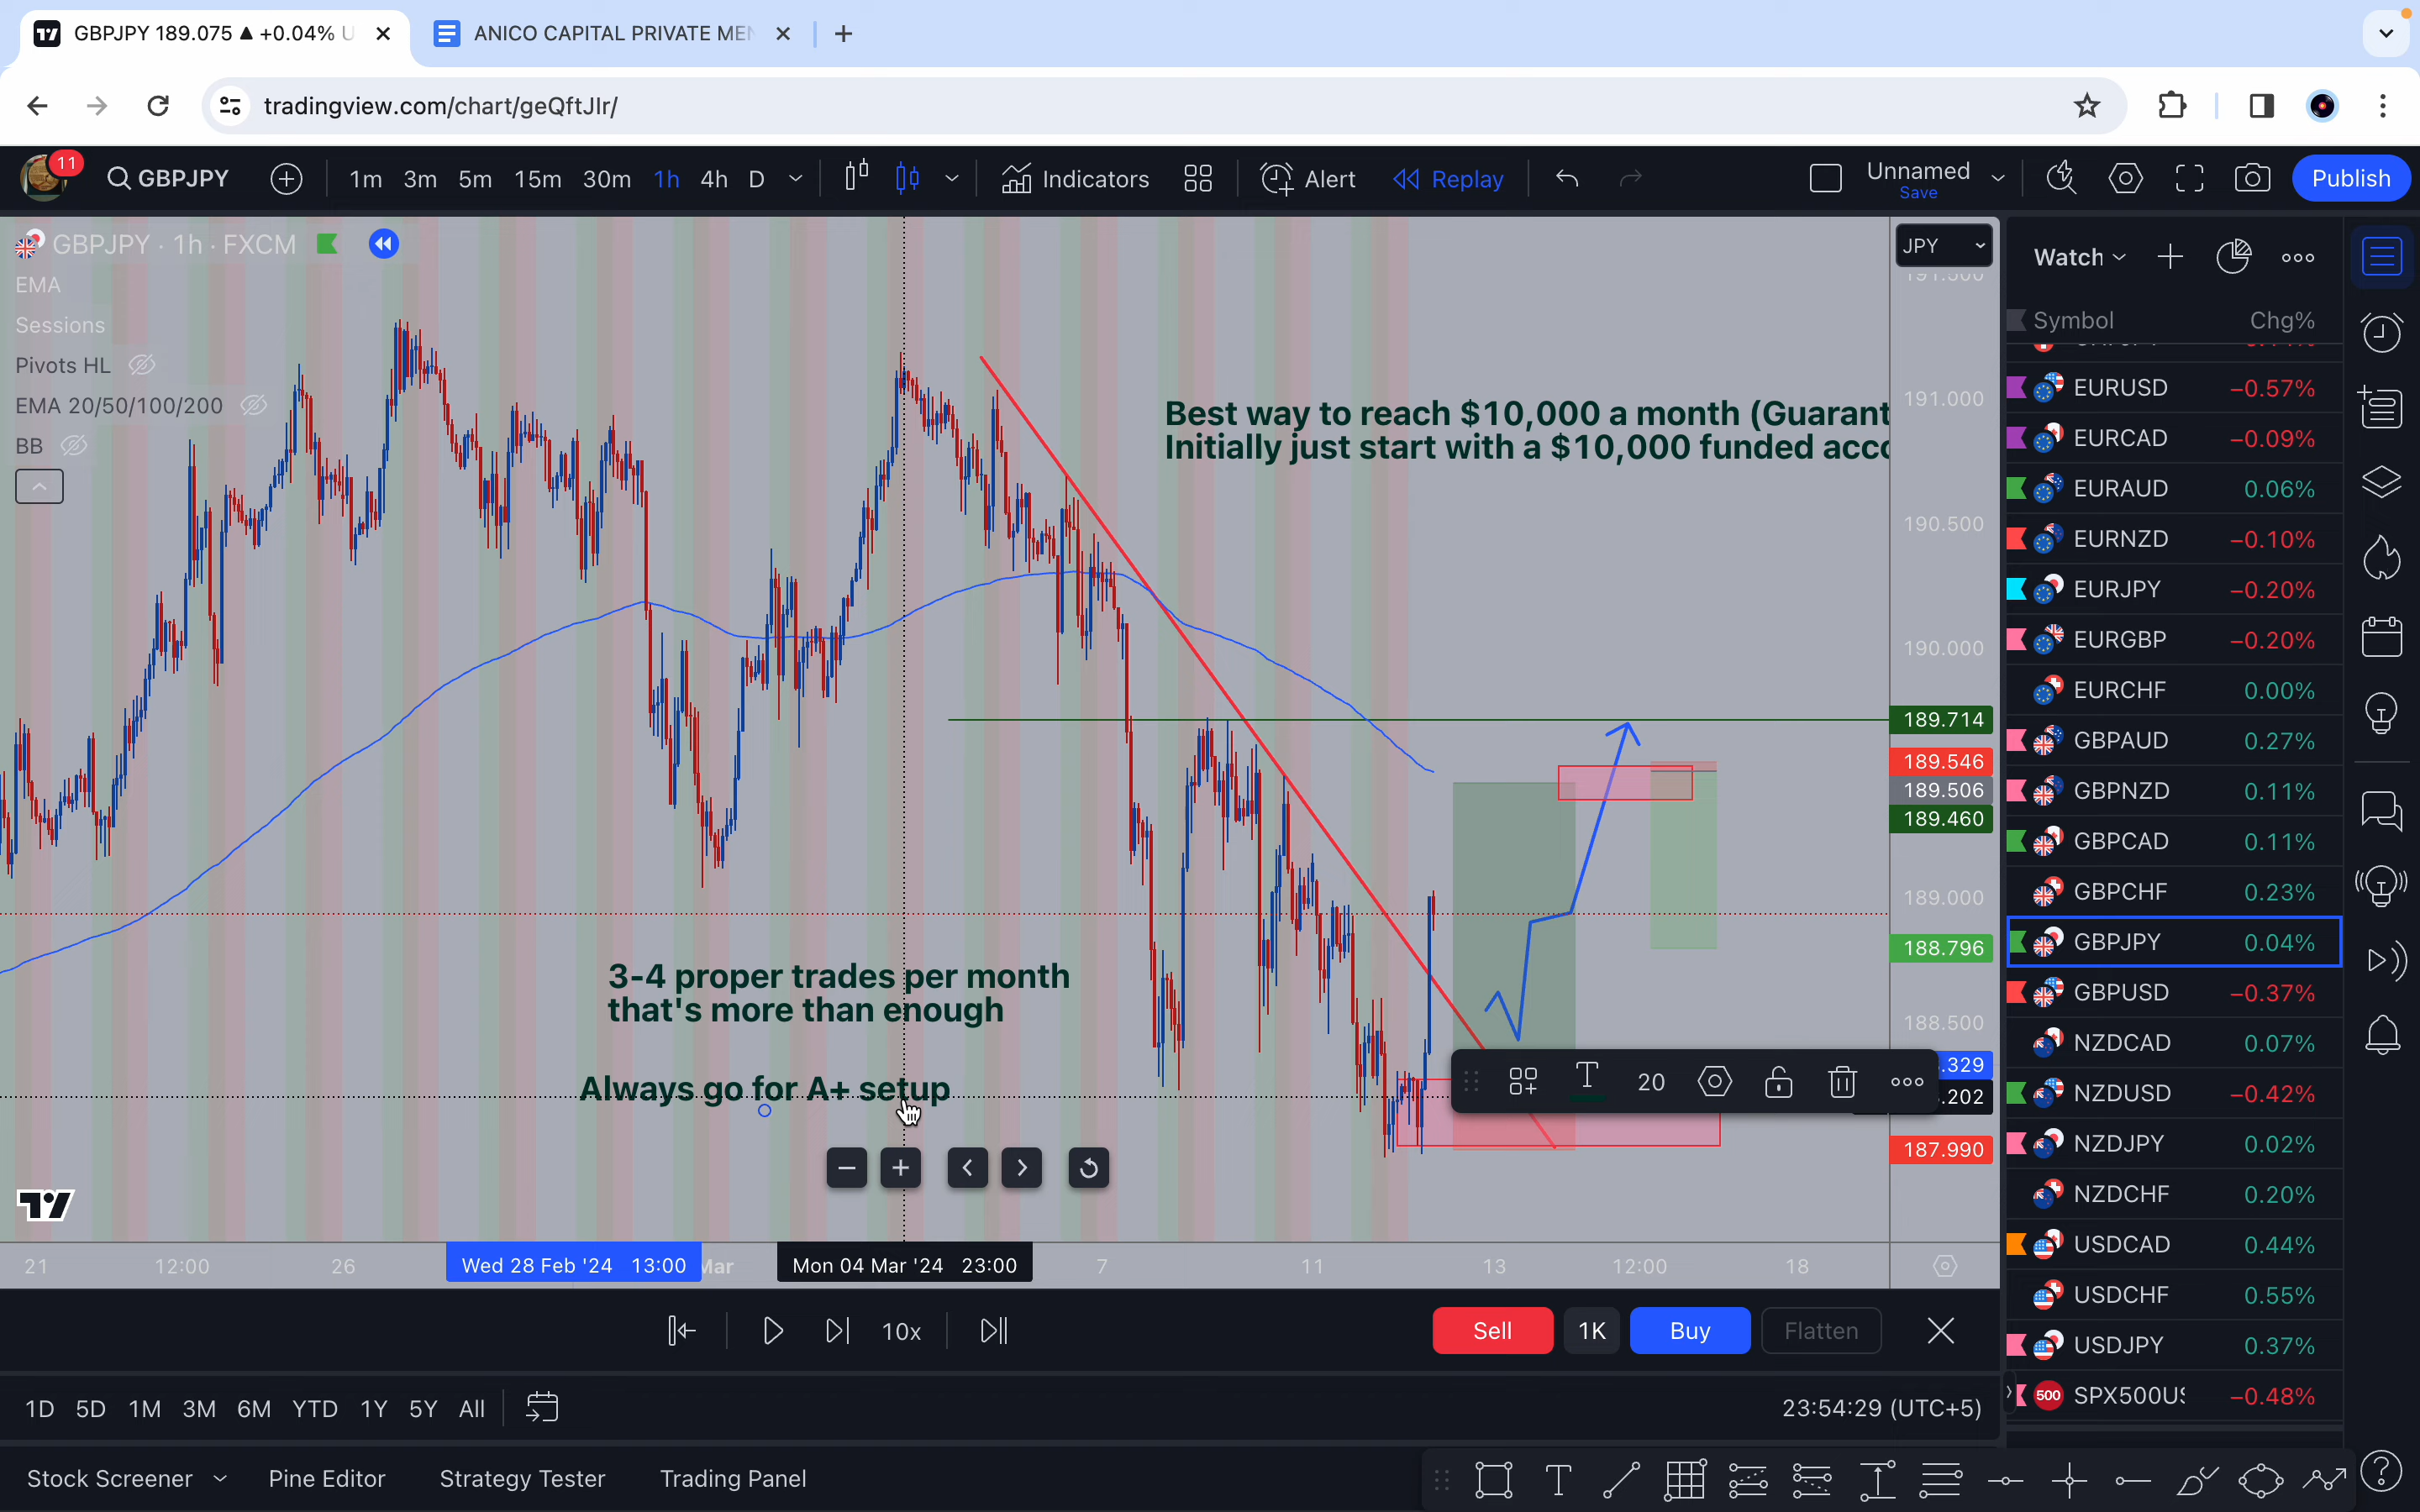 GBPJPY 189.075 ▲ +0.04% U
ANICO CAPITAL PRIVATE MEN
tradingview.com/chart/geQftJIr/
11
GBPJPY
1m 3m 5m 15m 30m 1h 4h D
Indicators
Alert
Replay
Unnamed
Save
Publish
GBPJPY · 1h · FXCM
EMA
Sessions
Pivots HL
EMA 20/50/100/200
BB
Best way to reach $10,000 a month (Guarant
Initially just start with a $10,000 funded acco
3-4 proper trades per month
that's more than enough
Always go for A+ setup
20
JPY
191.500
191.000
190.500
190.000
189.714
189.546
189.506
189.460
189.000
188.796
188.500
.329
.202
187.990
21 12:00 26 Wed 28 Feb '24 13:00 Mar Mon 04 Mar '24 23:00 7 11 13 12:00 18
10x
Sell 1K Buy Flatten
1D 5D 1M 3M 6M YTD 1Y 5Y All
23:54:29 (UTC+5)
Stock Screener Pine Editor Strategy Tester Trading Panel
Watch
Symbol Chg%
EURUSD −0.57%
EURCAD −0.09%
EURAUD 0.06%
EURNZD −0.10%
EURJPY −0.20%
EURGBP −0.20%
EURCHF 0.00%
GBPAUD 0.27%
GBPNZD 0.11%
GBPCAD 0.11%
GBPCHF 0.23%
GBPJPY 0.04%
GBPUSD −0.37%
NZDCAD 0.07%
NZDUSD −0.42%
NZDJPY 0.02%
NZDCHF 0.20%
USDCAD 0.44%
USDCHF 0.55%
USDJPY 0.37%
500 SPX500US −0.48%